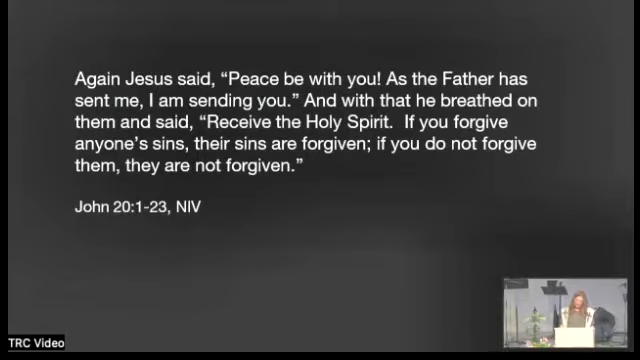 Again Jesus said, “Peace be with you! As the Father has
sent me, I am sending you.” And with that he breathed on
them and said, “Receive the Holy Spirit.  If you forgive
anyone’s sins, their sins are forgiven; if you do not forgive
them, they are not forgiven.”
John 20:1-23, NIV
TRC Video